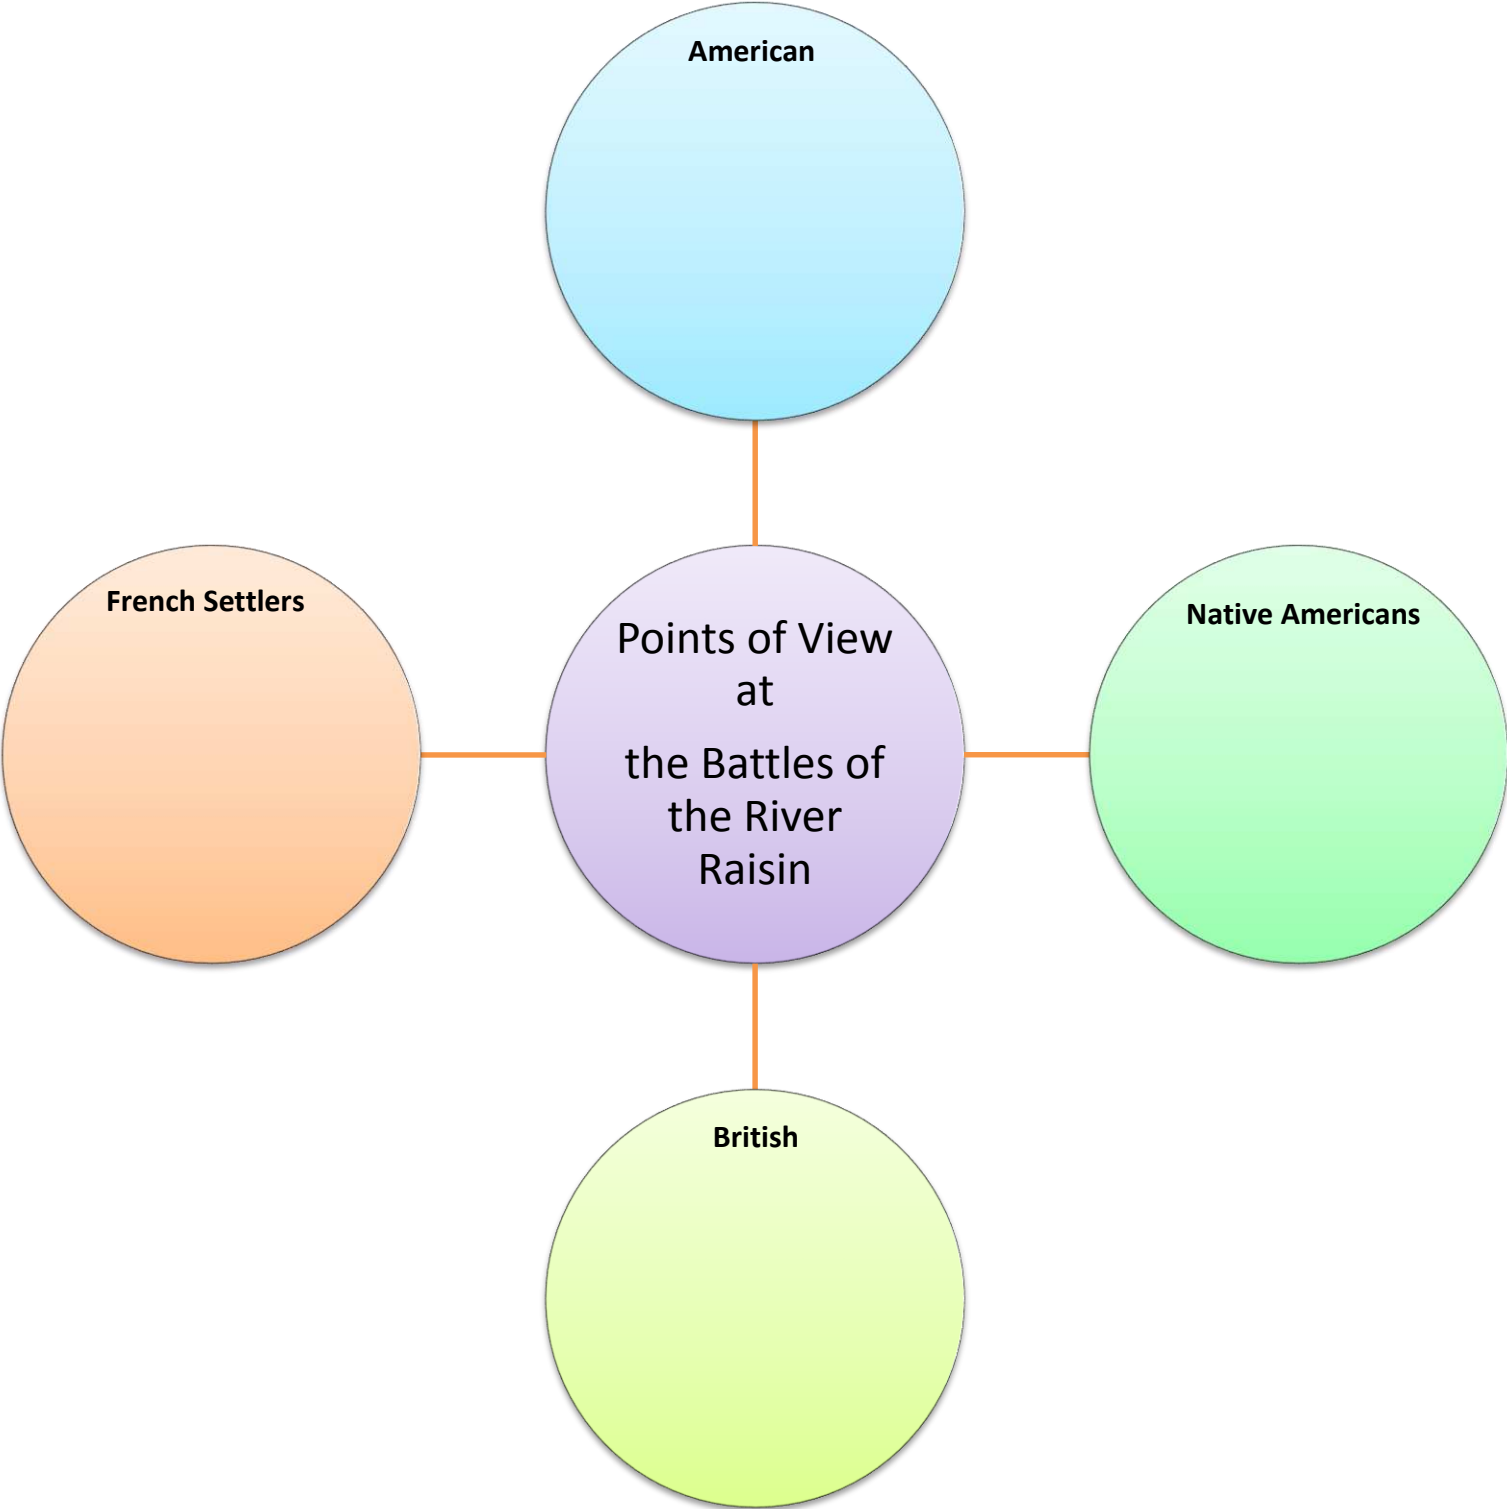 American
French Settlers
Native Americans
Points of View
at
the Battles of
the River
Raisin
British